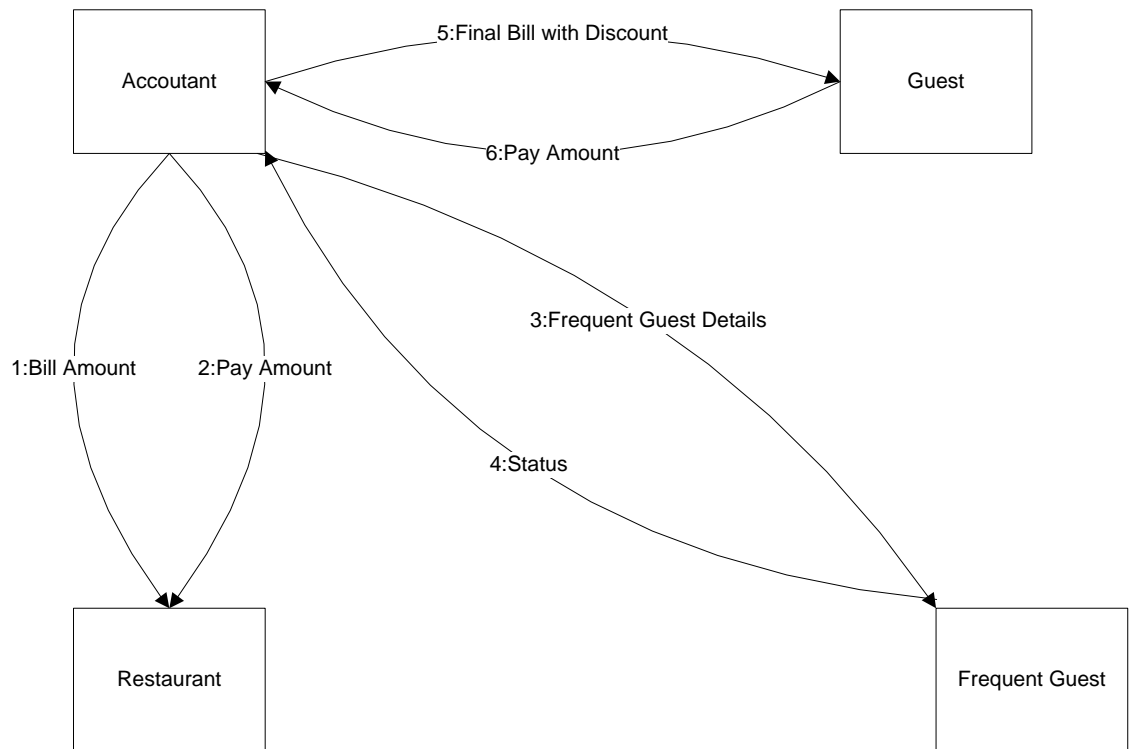 5:Final Bill with Discount
Accoutant
Guest
6:Pay Amount
3:Frequent Guest Details
1:Bill Amount
2:Pay Amount
4:Status
Restaurant
Frequent Guest